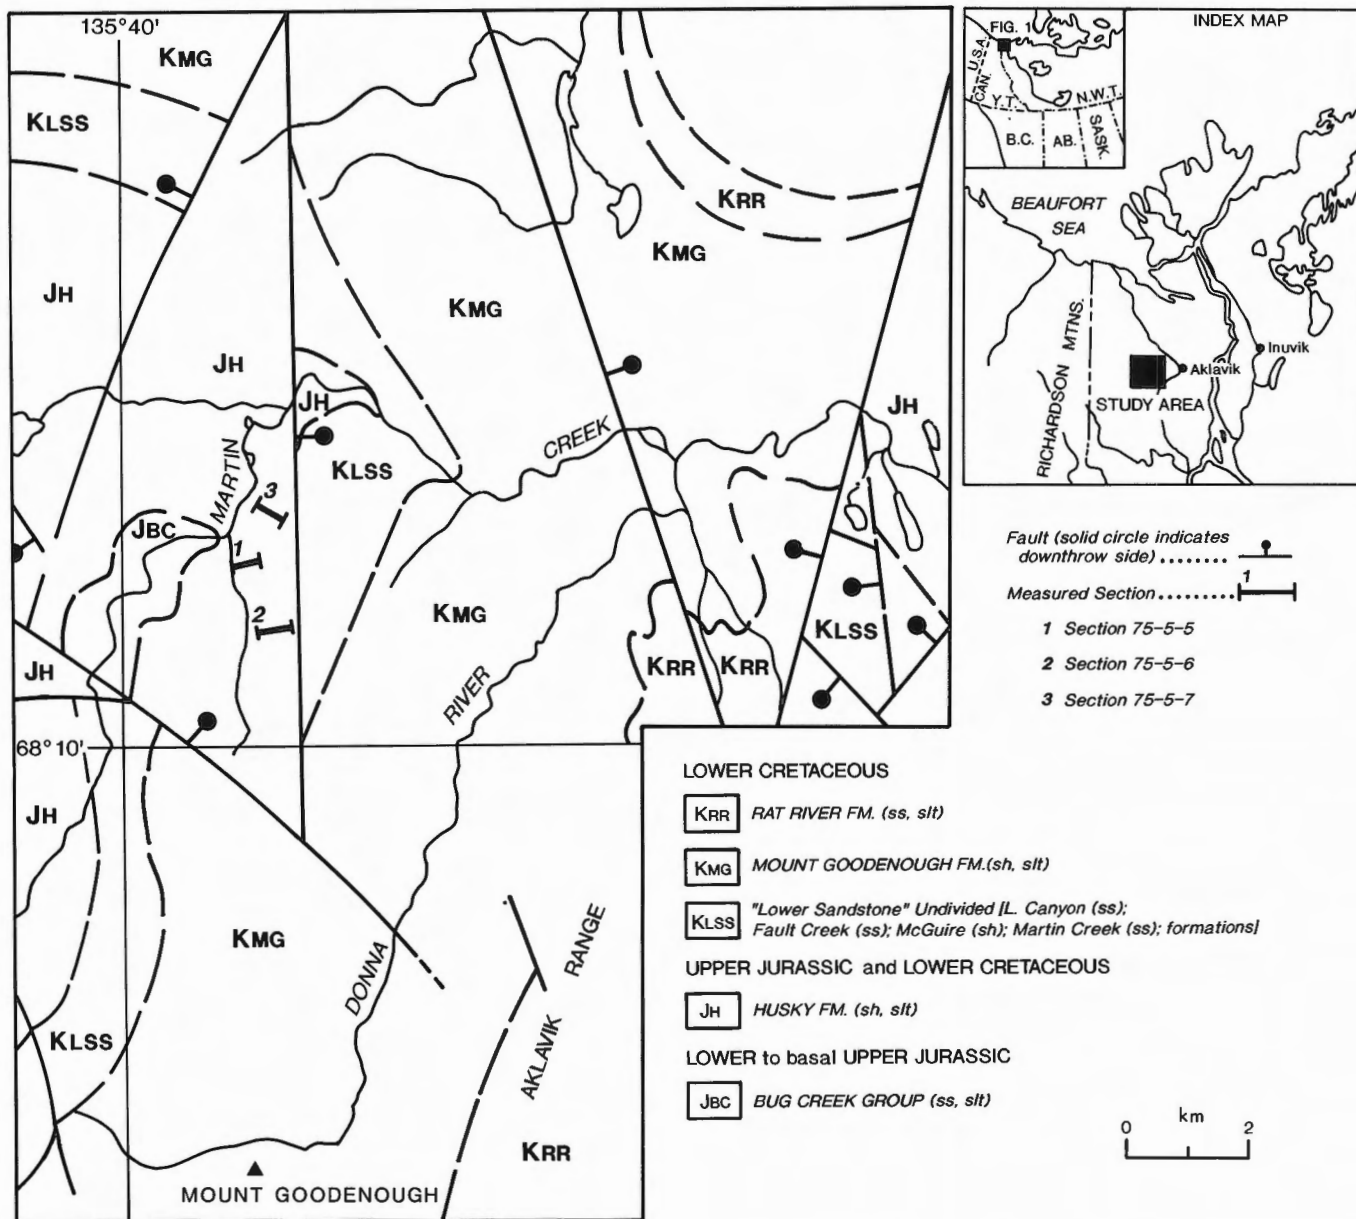 135°40'
KMG
KLSS
JH
JH
KMG
KRR
KMG
JH
KLSS
CREEK
JH
MARTIN
3
JBC
1
2
KMG
RIVER
KRR
KRR
KLSS
JH
68°10'
JH
KMG
DONNA
AKLAVIK RANGE
KLSS
KRR
MOUNT GOODENOUGH
INDEX MAP
FIG. 1
U.S.A.
CAN.
Y.T.
N.W.T.
B.C.
AB.
SASK.
BEAUFORT
SEA
RICHARDSON MTNS.
Inuvik
Aklavik
STUDY AREA
Fault (solid circle indicates
downthrow side) ........
Measured Section ........ 1
1 Section 75-5-5
2 Section 75-5-6
3 Section 75-5-7
LOWER CRETACEOUS
KRR RAT RIVER FM. (ss, slt)
KMG MOUNT GOODENOUGH FM.(sh, slt)
KLSS "Lower Sandstone" Undivided [L. Canyon (ss);
Fault Creek (ss); McGuire (sh); Martin Creek (ss); formations]
UPPER JURASSIC and LOWER CRETACEOUS
JH HUSKY FM. (sh, slt)
LOWER to basal UPPER JURASSIC
JBC BUG CREEK GROUP (ss, slt)
km
0 2